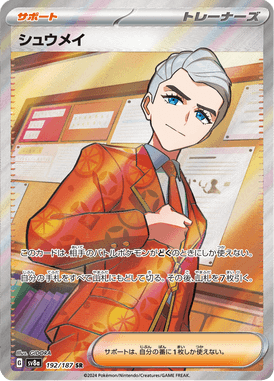 サポート
トレーナーズ
シュウメイ
このカードは、相手のバトルポケモンがどくのときにしか使えない。
自分の手札をすべて山札にもどして切る。その後、山札を
Illus. GIDORA
sv8a 192/187 SR
サポートは、自分の番に1枚しか使えない。
©2024 Pokémon/Nintendo/Creatures/GAME FREAK.